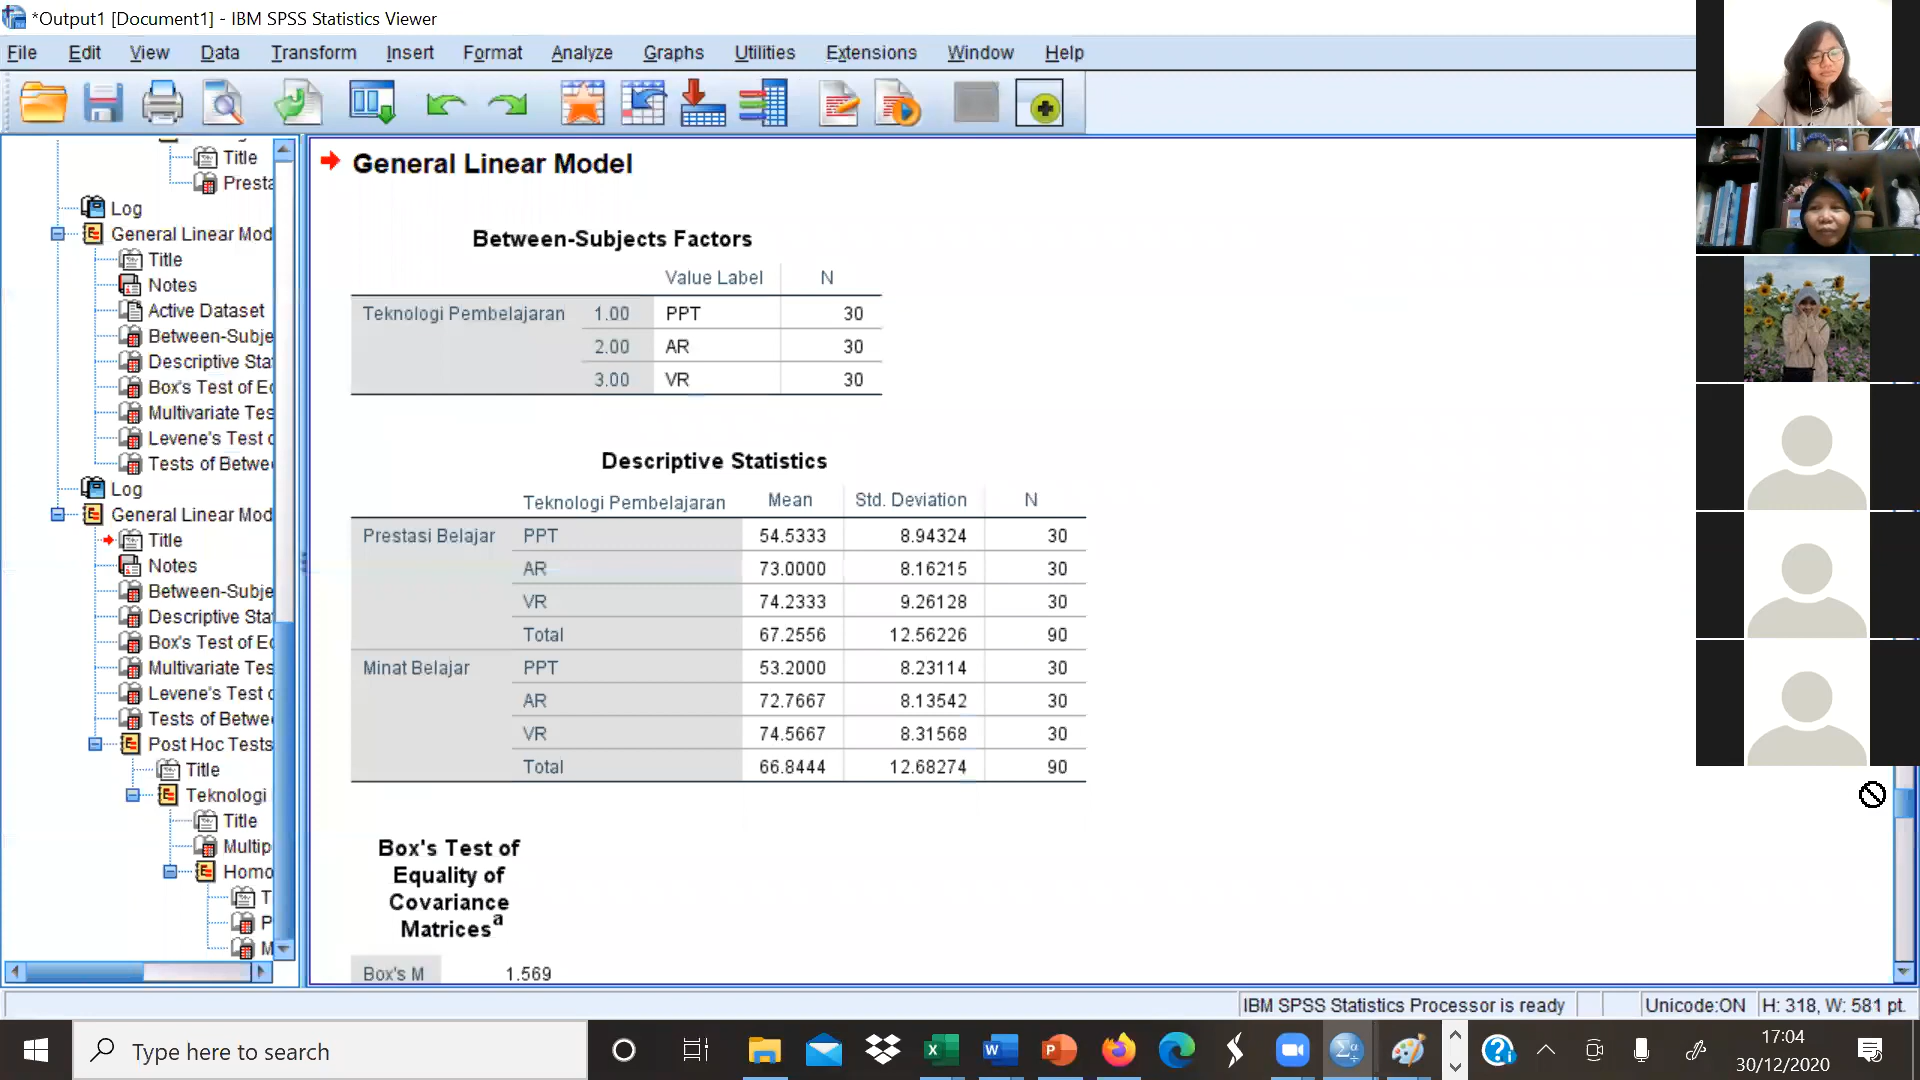 *Output1 [Document1] - IBM SPSS Statistics Viewer
File Edit View Data Transform Insert Format Analyze Graphs Utilities Extensions Window Help
Title
Presta
Log
General Linear Mod
Title
Notes
Active Dataset
Between-Subje
Descriptive Sta
Box's Test of Ec
Multivariate Tes
Levene's Test o
Tests of Betwe
Log
General Linear Mod
Title
Notes
Between-Subje
Descriptive Sta
Box's Test of Ec
Multivariate Tes
Levene's Test o
Tests of Betwe
Post Hoc Tests
Title
Teknologi
Title
Multip
Homo
T
P
M
General Linear Model
Between-Subjects Factors
Value Label N
Teknologi Pembelajaran 1.00 PPT 30
2.00 AR 30
3.00 VR 30
Descriptive Statistics
Teknologi Pembelajaran Mean Std. Deviation N
Prestasi Belajar PPT 54.5333 8.94324 30
AR 73.0000 8.16215 30
VR 74.2333 9.26128 30
Total 67.2556 12.56226 90
Minat Belajar PPT 53.2000 8.23114 30
AR 72.7667 8.13542 30
VR 74.5667 8.31568 30
Total 66.8444 12.68274 90
Box's Test of
Equality of
Covariance
Matricesa
Box's M 1.569
IBM SPSS Statistics Processor is ready Unicode:ON H: 318, W: 581 pt.
Type here to search
17:04
30/12/2020